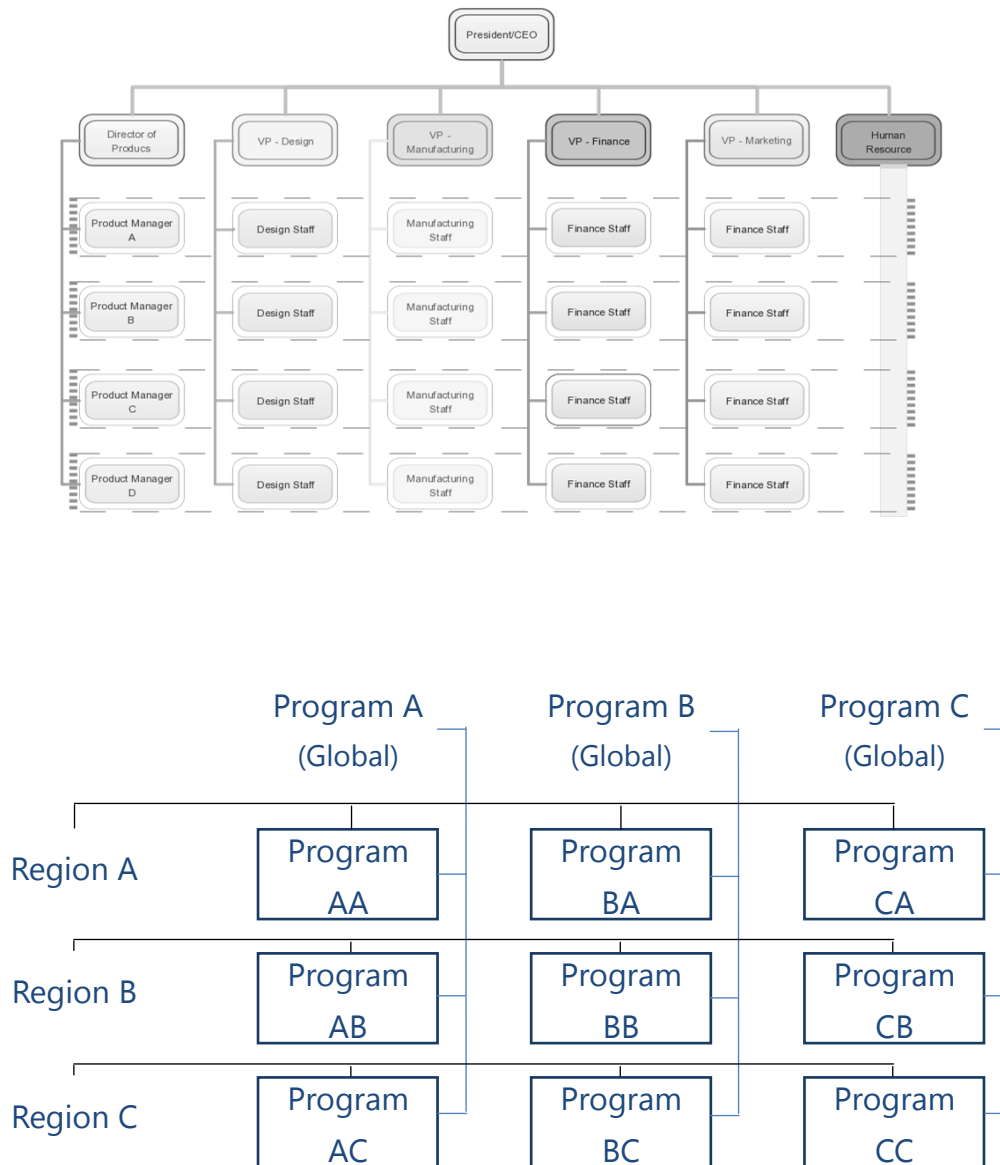 President/CEO
Director of
Producs
VP - Design
VP -
Manufacturing
VP - Finance
VP - Marketing
Human
Resource
Product Manager
A
Design Staff
Manufacturing
Staff
Finance Staff
Finance Staff
Product Manager
B
Design Staff
Manufacturing
Staff
Finance Staff
Finance Staff
Product Manager
C
Design Staff
Manufacturing
Staff
Finance Staff
Finance Staff
Product Manager
D
Design Staff
Manufacturing
Staff
Finance Staff
Finance Staff
Program A
(Global)
Program B
(Global)
Program C
(Global)
Region A
Program
AA
Program
BA
Program
CA
Region B
Program
AB
Program
BB
Program
CB
Region C
Program
AC
Program
BC
Program
CC